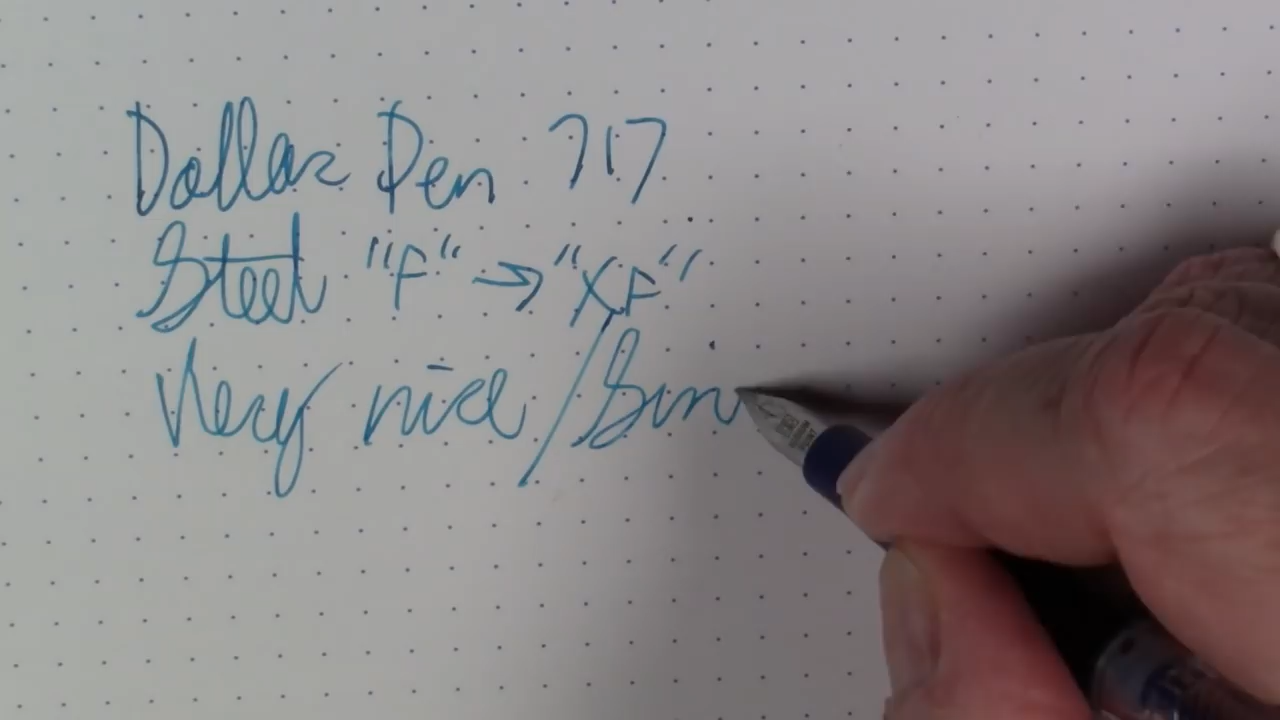 Dollar Pen 717
Steel "F" → "XF"
Very nice /